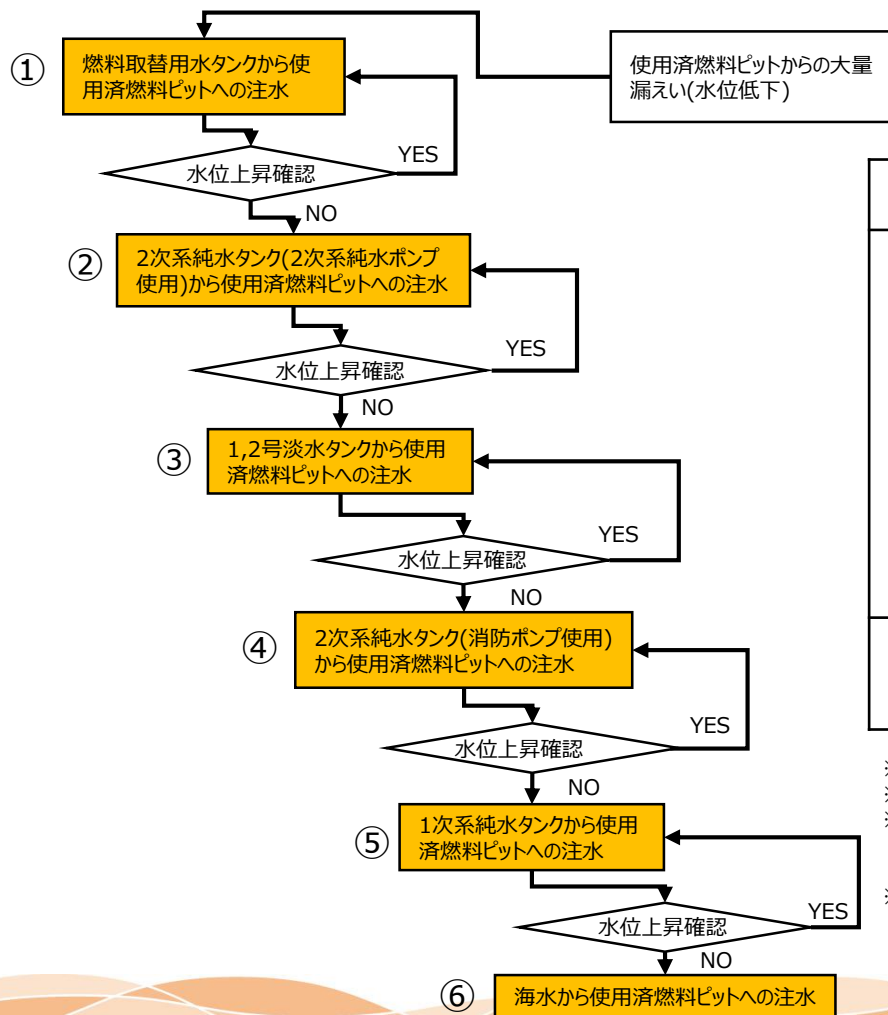 ①
燃料取替用水タンクから使
用済燃料ピットへの注水
使用済燃料ピットからの大量
漏えい(水位低下)
YES
水位上昇確認
NO
②
2次系純水タンク(2次系純水ポンプ
使用)から使用済燃料ピットへの注水
YES
水位上昇確認
NO
③
1,2号淡水タンクから使用
済燃料ピットへの注水
YES
水位上昇確認
NO
④
2次系純水タンク(消防ポンプ使用)
から使用済燃料ピットへの注水
YES
水位上昇確認
NO
⑤
1次系純水タンクから使用
済燃料ピットへの注水
YES
水位上昇確認
NO
⑥
海水から使用済燃料ピットへの注水